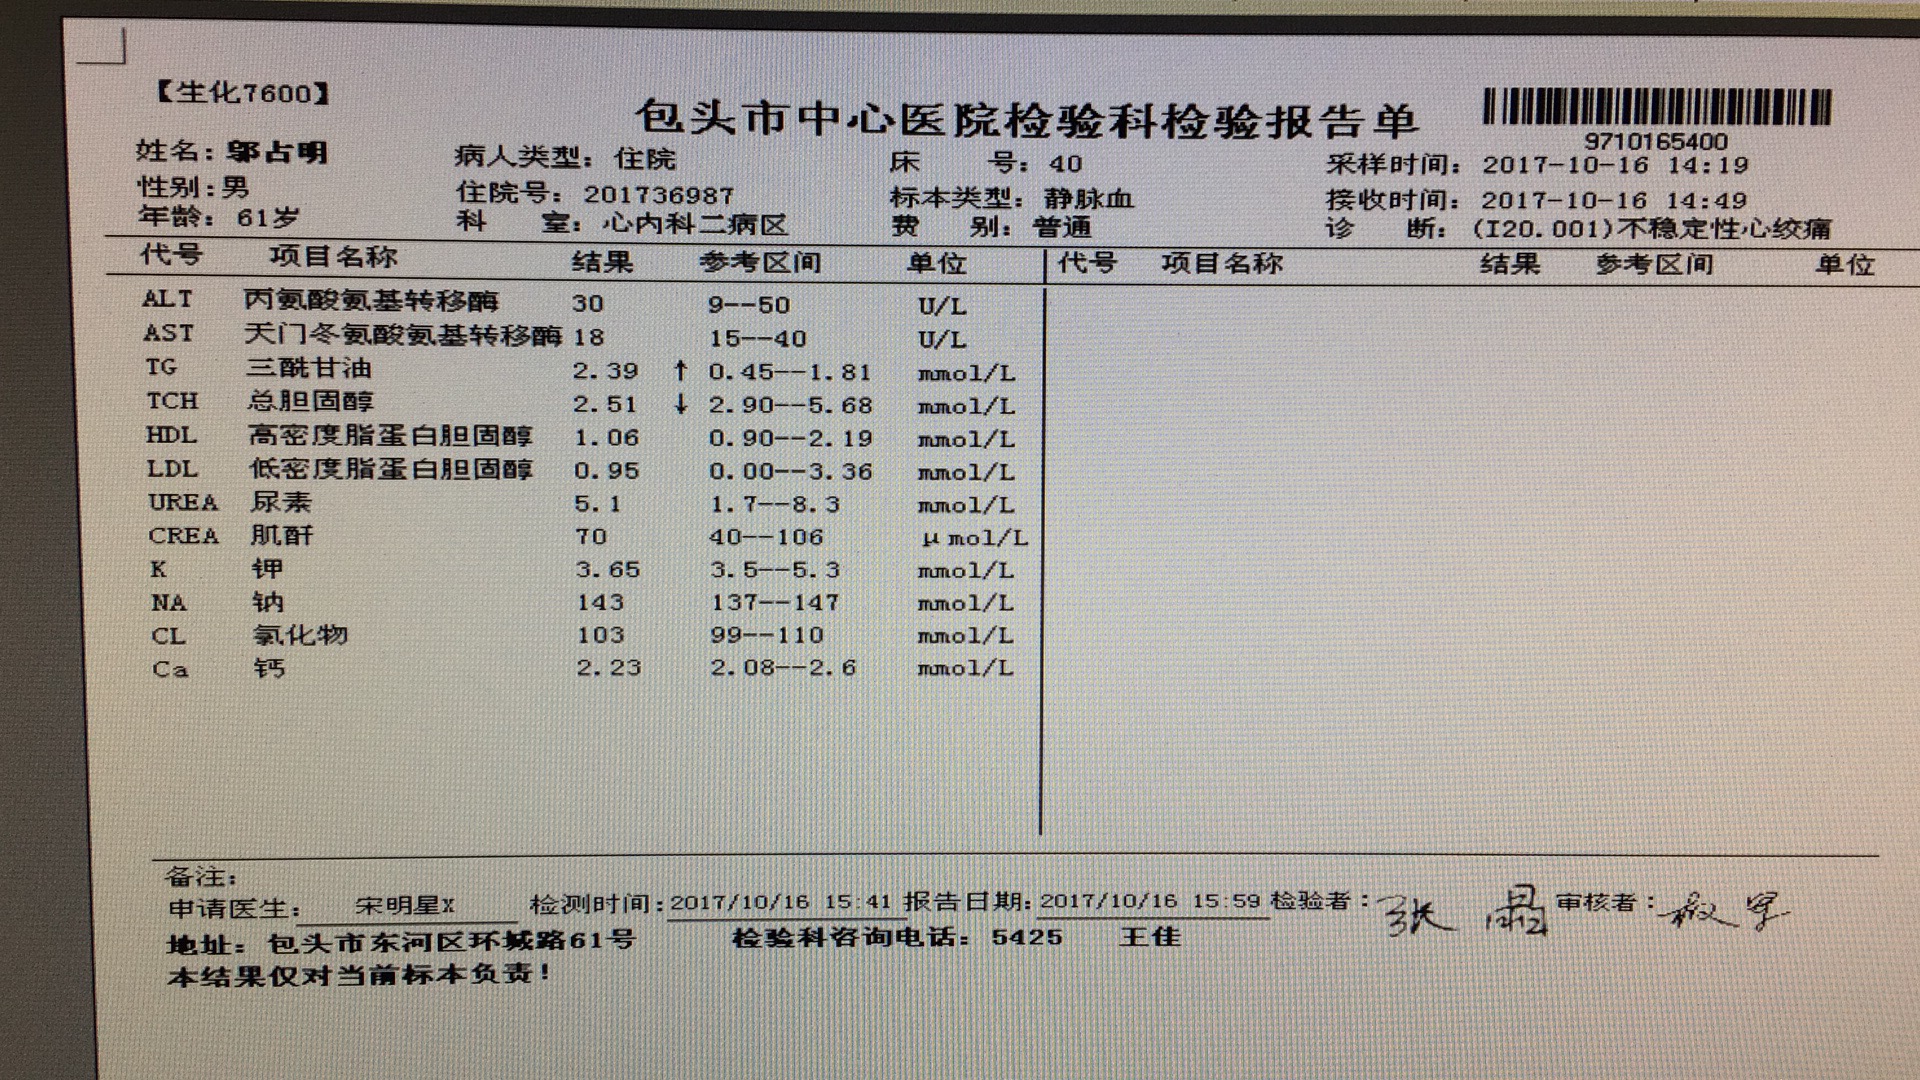 【生化7600】
包头市中心医院检验科检验报告单
9710165400
姓名：邬占明 病人类型：住院 床 号：40 采样时间：2017-10-16 14:19
性别：男 住院号：201736987 标本类型：静脉血 接收时间：2017-10-16 14:49
年龄：61岁 科 室：心内科二病区 费 别：普通 诊 断：(I20.001)不稳定性心绞痛
代号 项目名称 结果 参考区间 单位 代号 项目名称 结果 参考区间 单位
ALT 丙氨酸氨基转移酶 30 9--50 U/L
AST 天门冬氨酸氨基转移酶 18 15--40 U/L
TG 三酰甘油 2.39 ↑ 0.45--1.81 mmol/L
TCH 总胆固醇 2.51 ↓ 2.90--5.68 mmol/L
HDL 高密度脂蛋白胆固醇 1.06 0.90--2.19 mmol/L
LDL 低密度脂蛋白胆固醇 0.95 0.00--3.36 mmol/L
UREA 尿素 5.1 1.7--8.3 mmol/L
CREA 肌酐 70 40--106 μmol/L
K 钾 3.65 3.5--5.3 mmol/L
NA 钠 143 137--147 mmol/L
CL 氯化物 103 99--110 mmol/L
Ca 钙 2.23 2.08--2.6 mmol/L
备注：
申请医生： 宋明星X 检测时间：2017/10/16 15:41 报告日期：2017/10/16 15:59 检验者：张 审核者：
地址：包头市东河区环城路61号 检验科咨询电话：5425 王佳
本结果仅对当前标本负责！